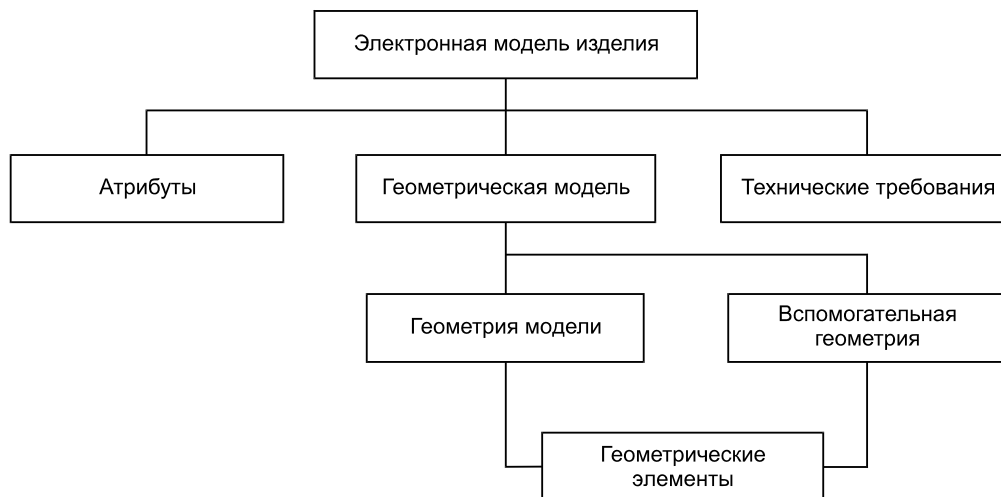 Электронная модель изделия
Атрибуты
Геометрическая модель
Технические требования
Геометрия модели
Вспомогательная
геометрия
Геометрические
элементы